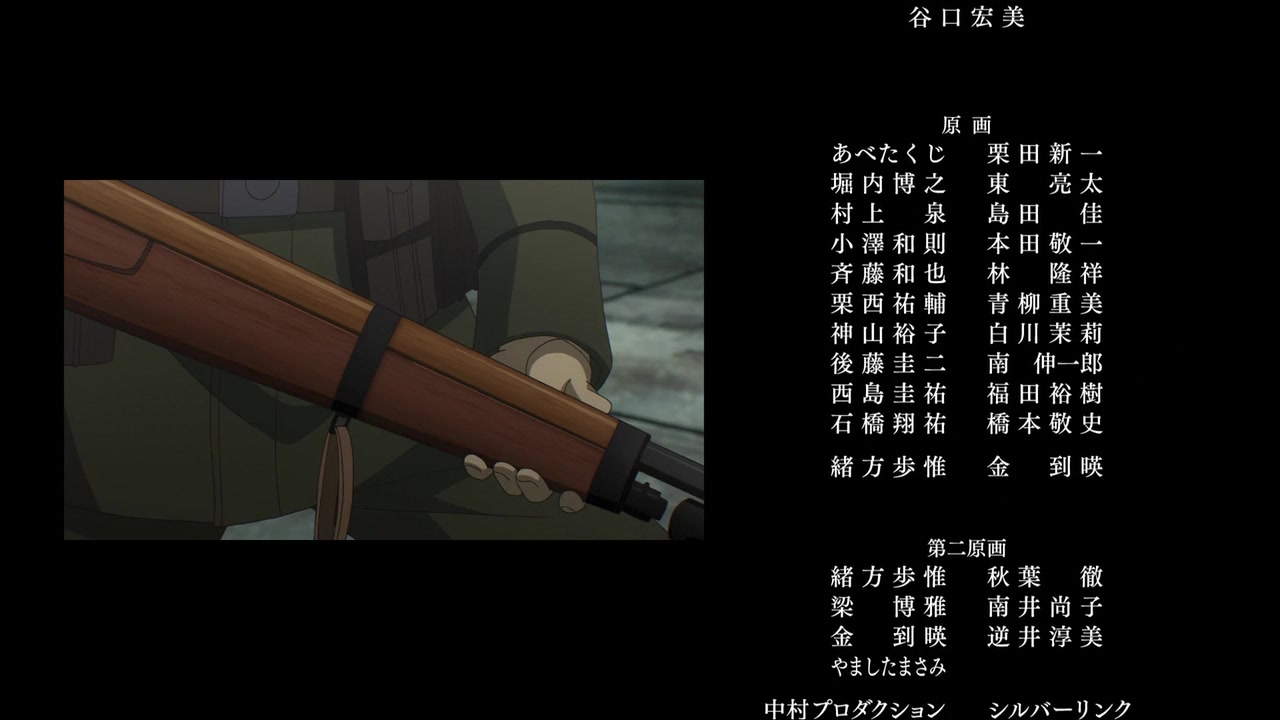 谷口宏美
原画
あべたくじ 栗田新一
堀内博之 東 亮太
村上 泉 島田 佳
小澤和則 本田敬一
斉藤和也 林 隆祥
栗西祐輔 青柳重美
神山裕子 白川茉莉
後藤圭二 南 伸一郎
西島圭祐 福田裕樹
石橋翔祐 橋本敬史
緒方歩惟 金 到暎
第二原画
緒方歩惟 秋葉 徹
梁 博雅 南井尚子
金 到暎 逆井淳美
やましたまさみ
中村プロダクション シルバーリンク